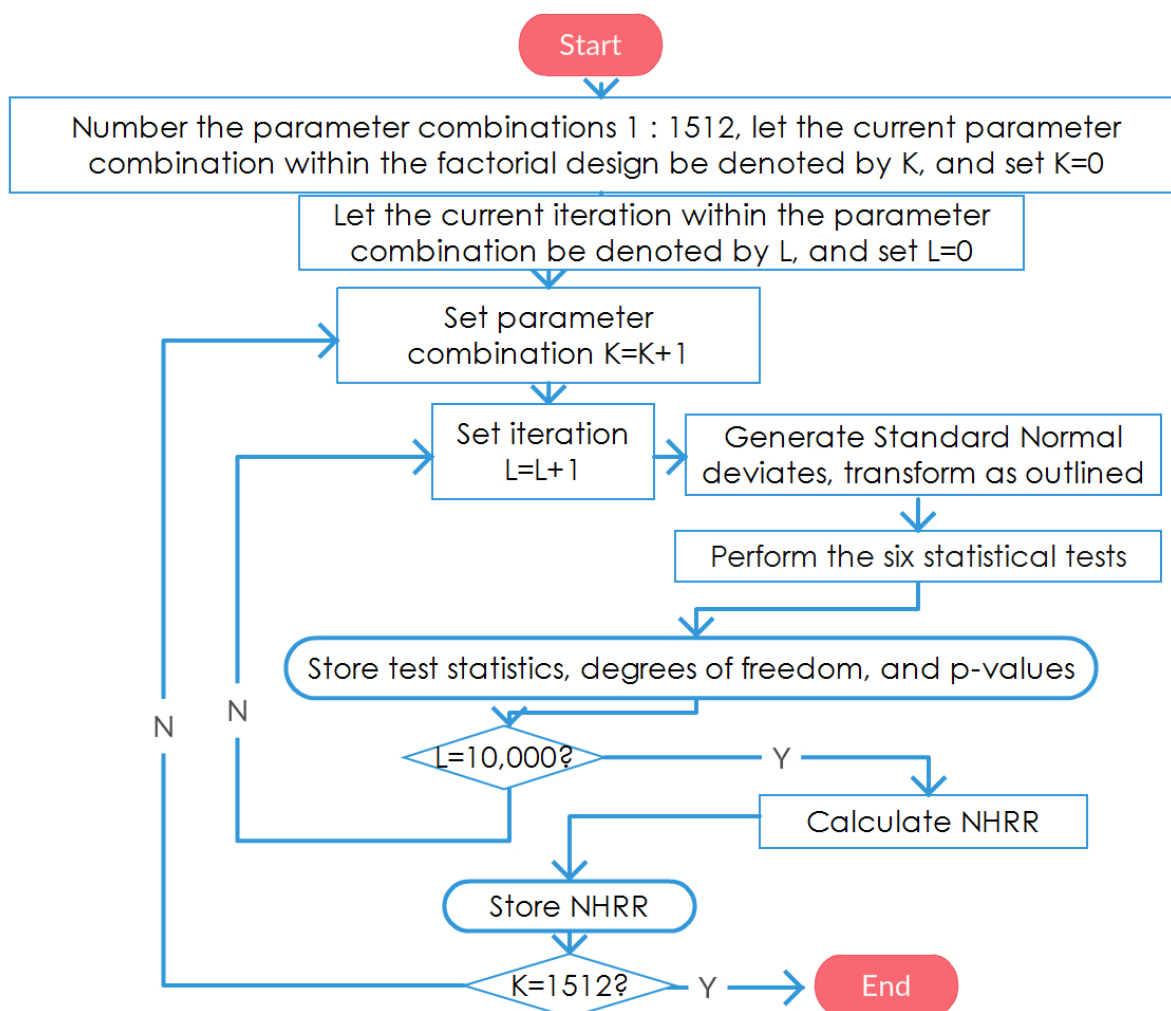 Start
Number the parameter combinations 1 : 1512, let the current parameter
combination within the factorial design be denoted by K, and set K=0
Let the current iteration within the parameter
combination be denoted by L, and set L=0
Set parameter
combination K=K+1
Set iteration
L=L+1
Generate Standard Normal
deviates, transform as outlined
Perform the six statistical tests
Store test statistics, degrees of freedom, and p-values
N
N
L=10,000?
Y
Calculate NHRR
Store NHRR
K=1512?
Y
End